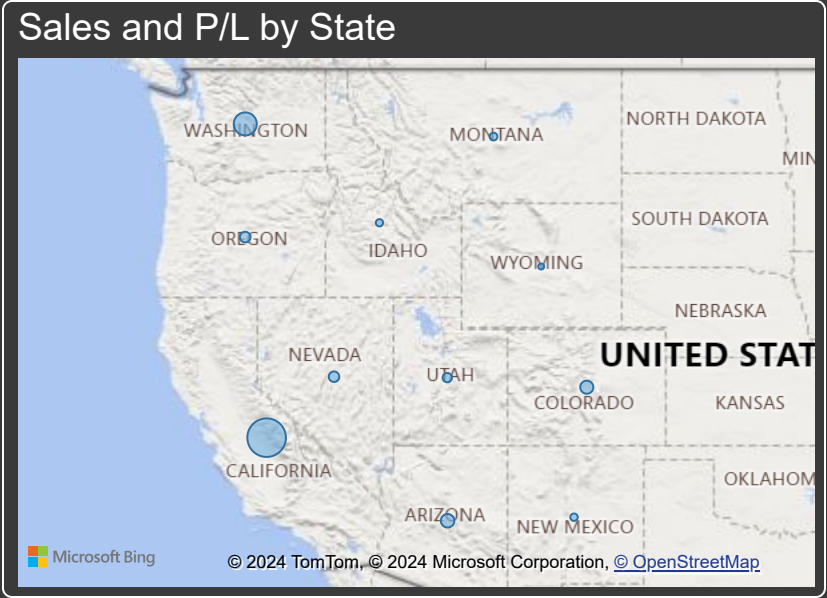 Sales and P/L by State
WASHINGTON
MONTANA
NORTH DAKOTA
MIN
OREGON
IDAHO
SOUTH DAKOTA
WYOMING
NEBRASKA
NEVADA
UTAH
UNITED STAT
COLORADO
KANSAS
CALIFORNIA
OKLAHOM
ARIZONA
NEW MEXICO
Microsoft Bing
© 2024 TomTom, © 2024 Microsoft Corporation, © OpenStreetMap